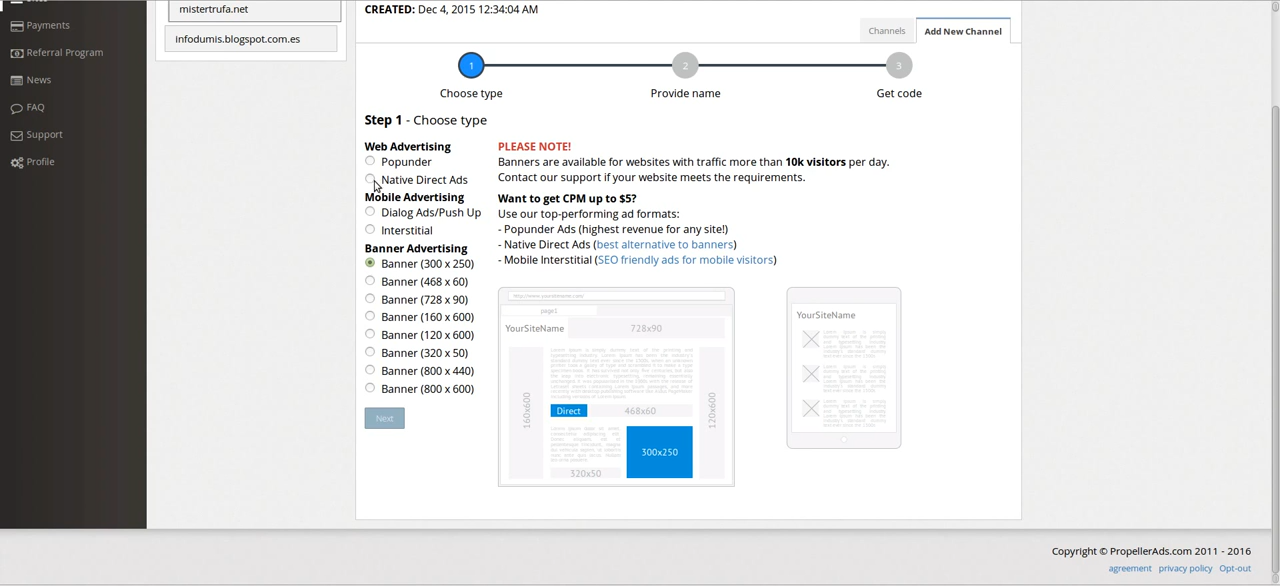 mistertrufa.net
infodumis.blogspot.com.es
Payments
Referral Program
News
FAQ
Support
Profile
CREATED: Dec 4, 2015 12:34:04 AM
Channels
Add New Channel
1
2
3
Choose type
Provide name
Get code
Step 1 - Choose type
Web Advertising
Popunder
Native Direct Ads
Mobile Advertising
Dialog Ads/Push Up
Interstitial
Banner Advertising
Banner (300 x 250)
Banner (468 x 60)
Banner (728 x 90)
Banner (160 x 600)
Banner (120 x 600)
Banner (320 x 50)
Banner (800 x 440)
Banner (800 x 600)
Next
PLEASE NOTE!
Banners are available for websites with traffic more than 10k visitors per day.
Contact our support if your website meets the requirements.
Want to get CPM up to $5?
Use our top-performing ad formats:
- Popunder Ads (highest revenue for any site!)
- Native Direct Ads (best alternative to banners)
- Mobile Interstitial (SEO friendly ads for mobile visitors)
page1
YourSiteName
728x90
160x600
Direct
468x60
120x600
300x250
320x50
YourSiteName
Copyright © PropellerAds.com 2011 - 2016
agreement privacy policy Opt-out